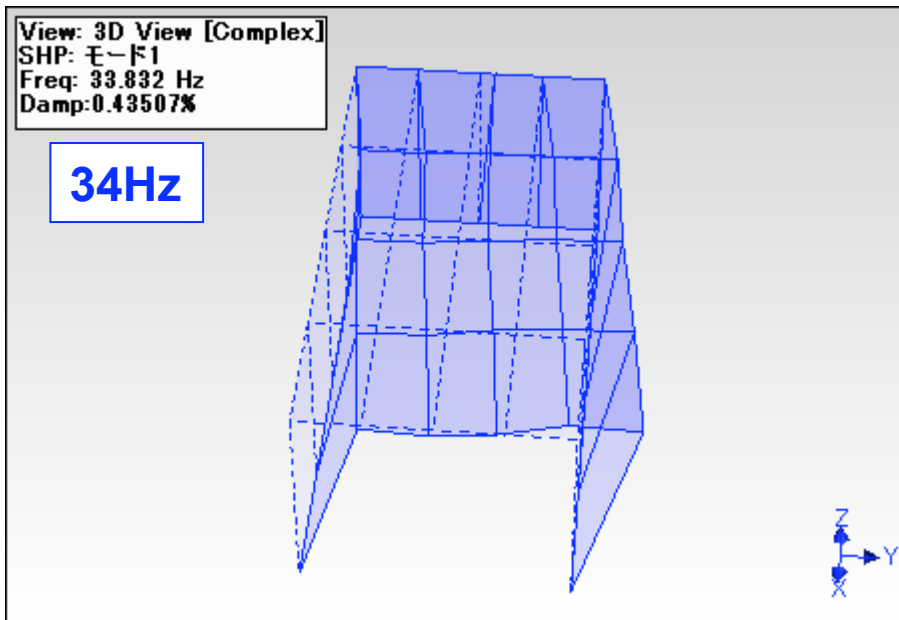 View: 3D View [Complex]
SHP: モード1
Freq: 33.832 Hz
Damp:0.43507%
34Hz
Z
Y
X